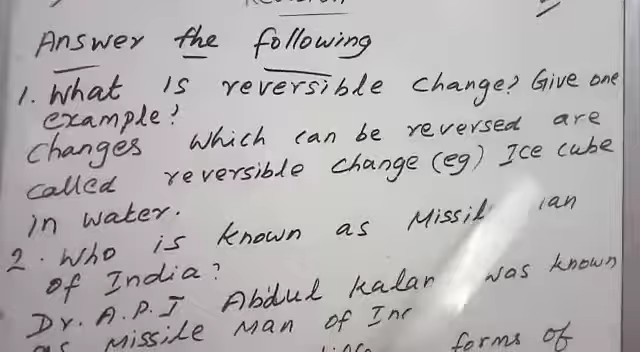 Revision
Answer the following
1. What is reversible change? Give one
example?
Changes which can be reversed are
called reversible change (eg) Ice cube
in water.
2. Who is known as
of India?
Dr. A.P.J Abdul was known
as Missile Man of
forms of